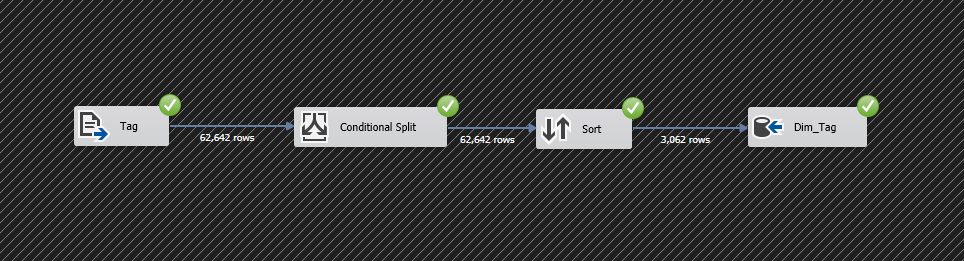 Tag
62,642 rows
Conditional Split
62,642 rows
Sort
3,062 rows
Dim_Tag